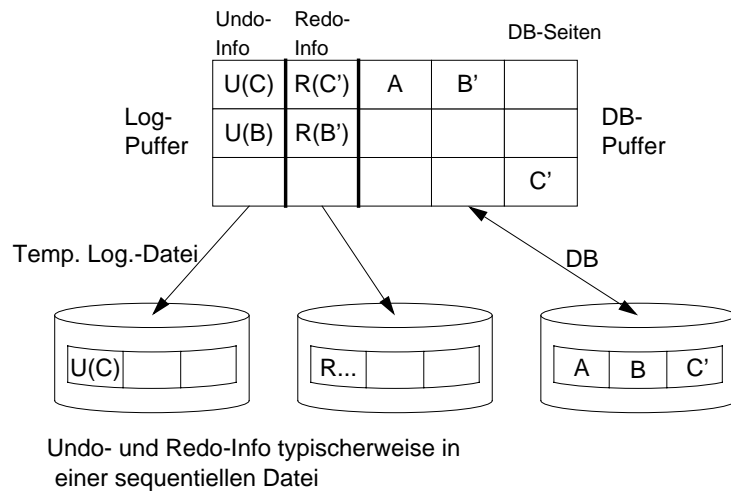 Undo- Redo-
Info Info DB-Seiten
U(C) R(C’) A B’
Log- DB-
Puffer U(B) R(B’) Puffer
C’
Temp. Log.-Datei DB
U(C) R... A B C’
Undo- und Redo-Info typischerweise in
einer sequentiellen Datei